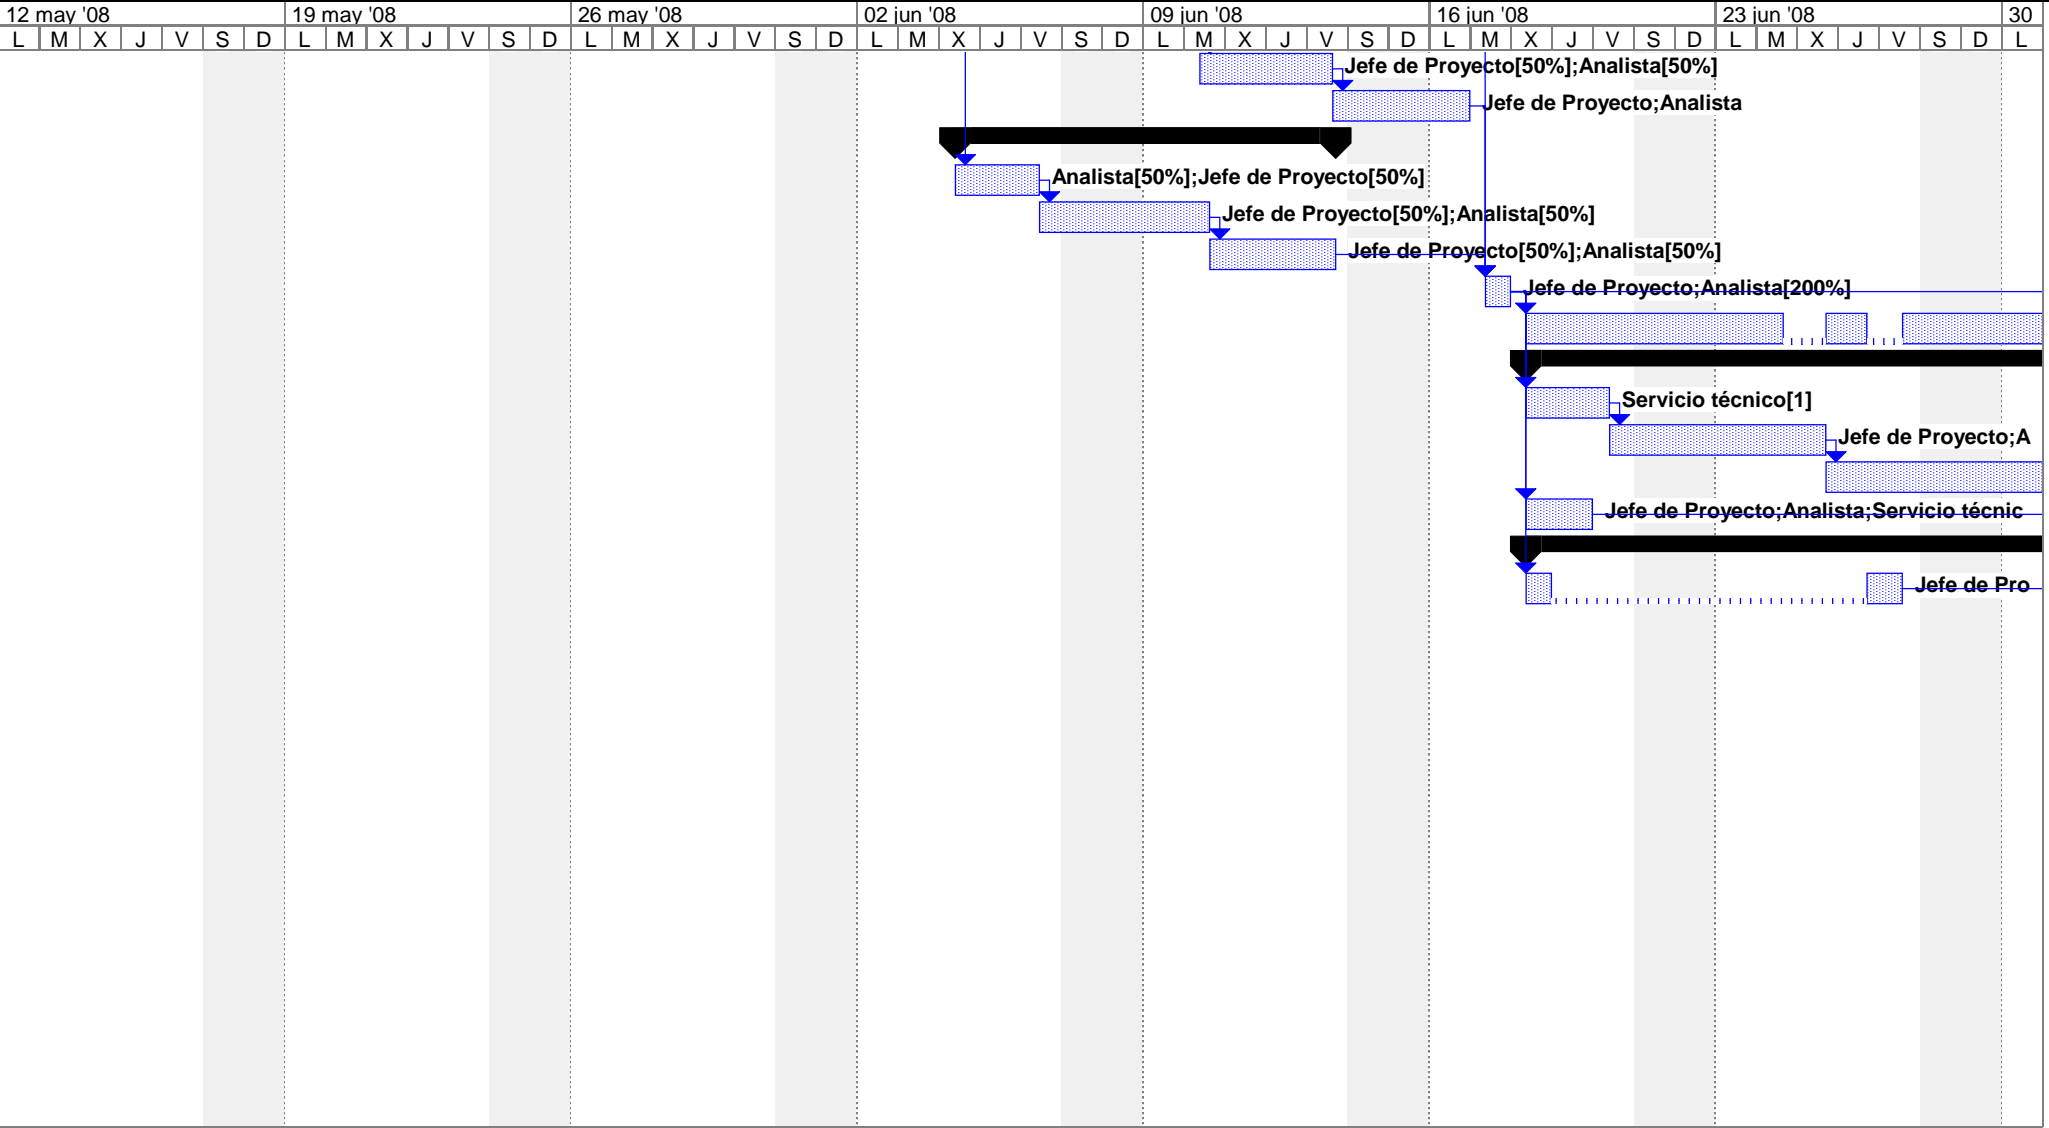 12 may '08 19 may '08 26 may '08 02 jun '08 09 jun '08 16 jun '08 23 jun '08 30
L M X J V S D L M X J V S D L M X J V S D L M X J V S D L M X J V S D L M X J V S D L M X J V S D L
Jefe de Proyecto[50%];Analista[50%]
Jefe de Proyecto;Analista
Analista[50%];Jefe de Proyecto[50%]
Jefe de Proyecto[50%];Analista[50%]
Jefe de Proyecto[50%];Analista[50%]
Jefe de Proyecto;Analista[200%]
Servicio técnico[1]
Jefe de Proyecto;A
Jefe de Proyecto;Analista;Servicio técnic
Jefe de Pro